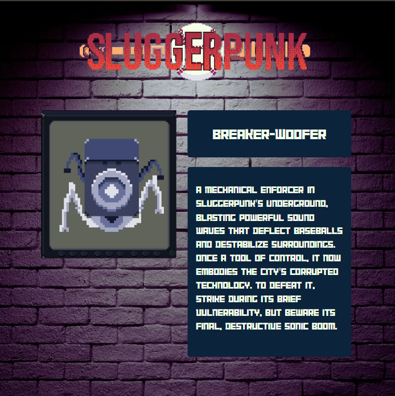 SLUGGERPUNK
BREAKER-WOOFER
A MECHANICAL ENFORCER IN
SLUGGERPUNK'S UNDERGROUND,
BLASTING POWERFUL SOUND
WAVES THAT DEFLECT BASEBALLS
AND DESTABILIZE SURROUNDINGS.
ONCE A TOOL OF CONTROL, IT NOW
EMBODIES THE CITY'S CORRUPTED
TECHNOLOGY. TO DEFEAT IT,
STRIKE DURING ITS BRIEF
VULNERABILITY, BUT BEWARE ITS
FINAL, DESTRUCTIVE SONIC BOOM.